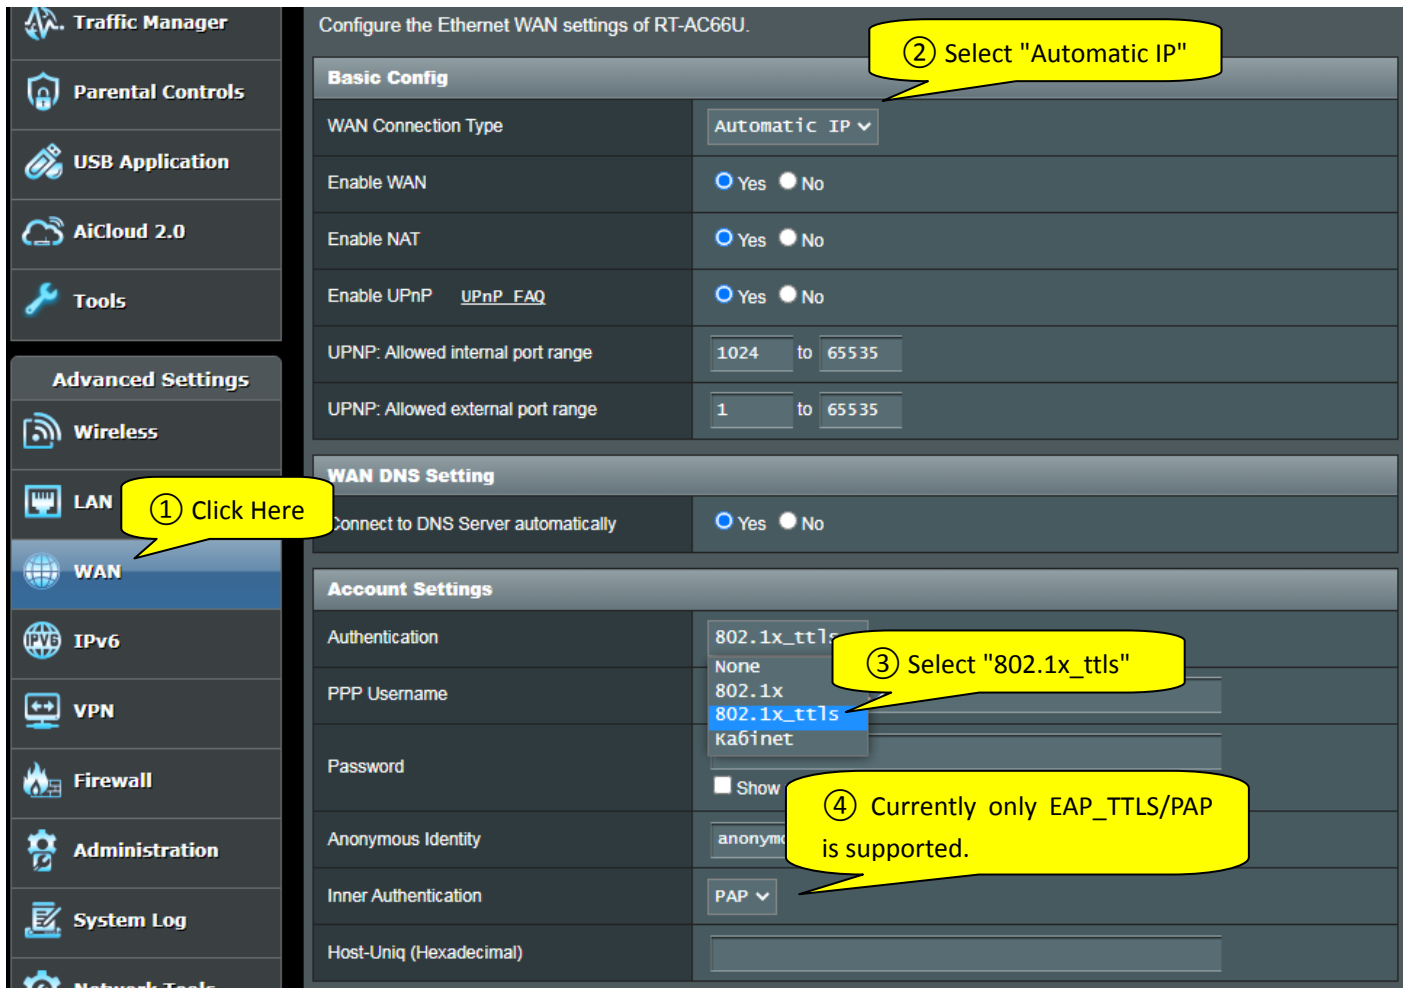 Traffic Manager
Parental Controls
USB Application
AiCloud 2.0
Tools
Advanced Settings
Wireless
LAN
① Click Here
WAN
IPv6
VPN
Firewall
Administration
System Log
Network Tools
Configure the Ethernet WAN settings of RT-AC66U.
② Select "Automatic IP"
Basic Config
WAN Connection Type Automatic IP
Enable WAN Yes No
Enable NAT Yes No
Enable UPnP UPnP FAQ Yes No
UPNP: Allowed internal port range 1024 to 65535
UPNP: Allowed external port range 1 to 65535
WAN DNS Setting
Connect to DNS Server automatically Yes No
Account Settings
Authentication 802.1x_ttls
③ Select "802.1x_ttls"
None
802.1x
802.1x_ttls
Кабinet
PPP Username
Password
Show
④ Currently only EAP_TTLS/PAP
is supported.
Anonymous Identity anonymo
Inner Authentication PAP
Host-Uniq (Hexadecimal)